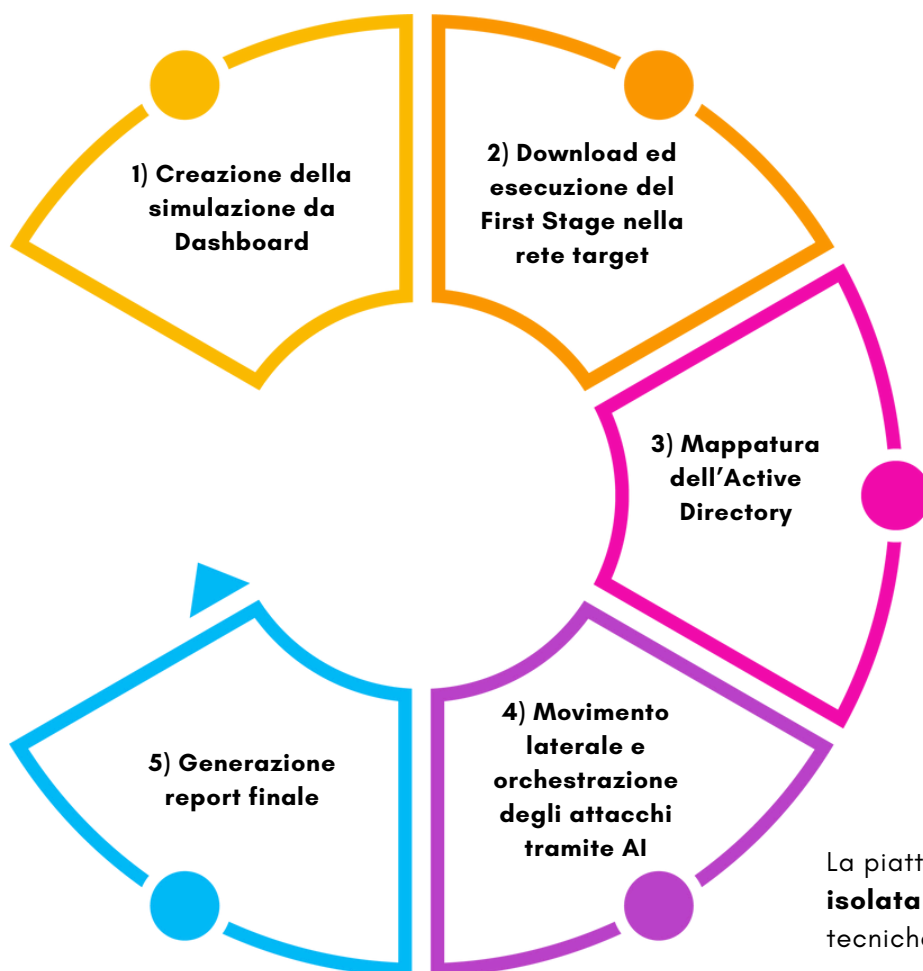 1) Creazione della
simulazione da
Dashboard
2) Download ed
esecuzione del
First Stage nella
rete target
3) Mappatura
dell’Active
Directory
4) Movimento
laterale e
orchestrazione
degli attacchi
tramite AI
5) Generazione
report finale
La
isolata